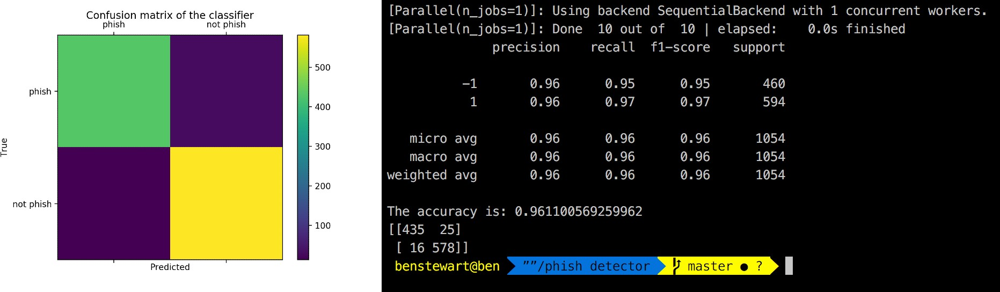 Confusion matrix of the classifier
phish not phish
phish
not phish
True
Predicted
500
400
300
200
100
[Parallel(n_jobs=1)]: Using backend SequentialBackend with 1 concurrent workers.
[Parallel(n_jobs=1)]: Done  10 out of  10 | elapsed:    0.0s finished
precision    recall  f1-score   support
-1       0.96      0.95      0.95       460
1       0.96      0.97      0.97       594
micro avg       0.96      0.96      0.96      1054
macro avg       0.96      0.96      0.96      1054
weighted avg       0.96      0.96      0.96      1054
The accuracy is: 0.961100569259962
[[435  25]
[ 16 578]]
benstewart@ben ””/phish detector master ● ?